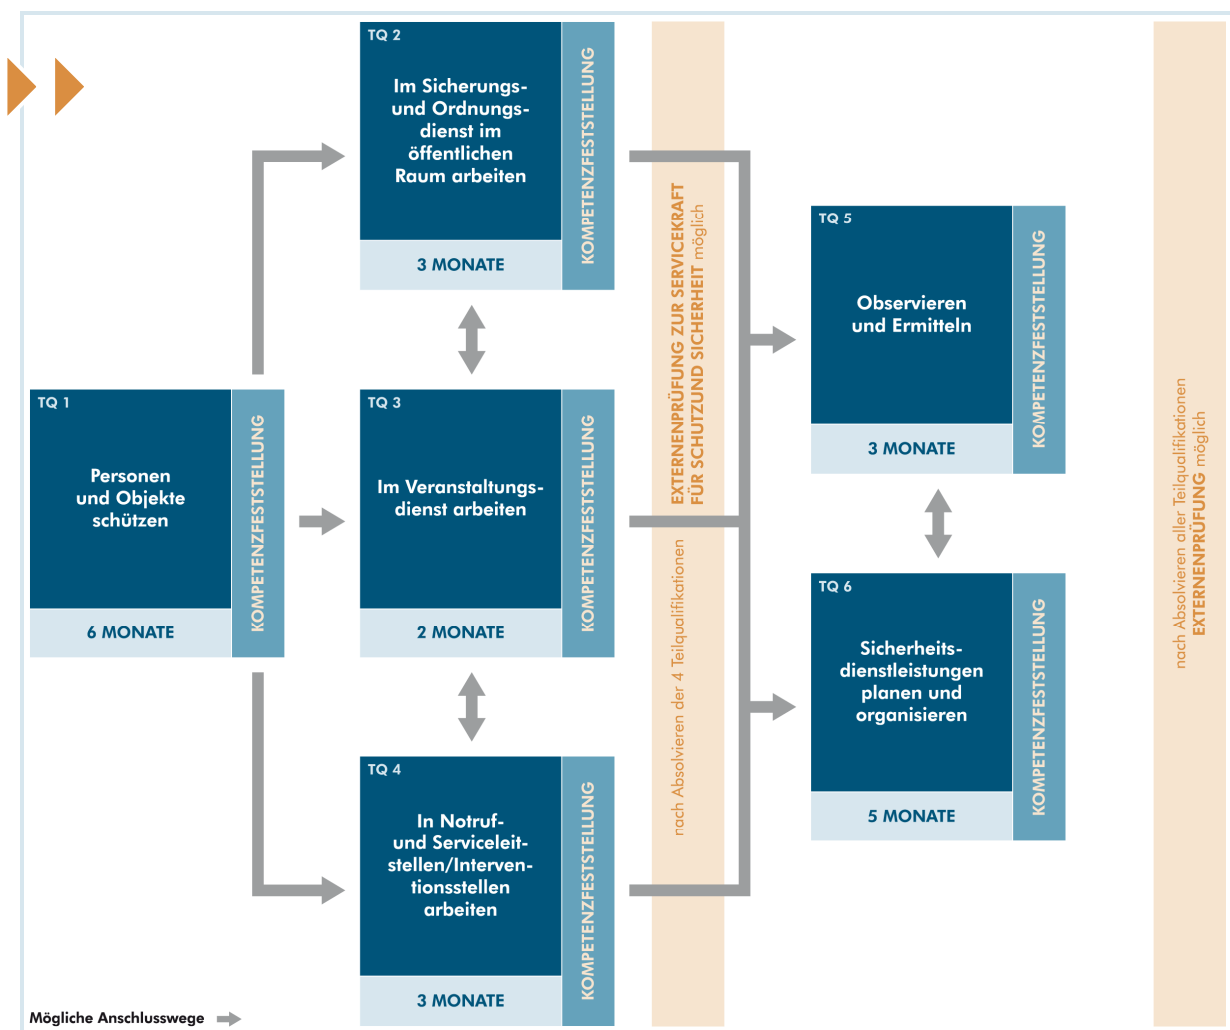 TQ 1
Personen
und Objekte
schützen
6 MONATE
KOMPETENZFESTSTELLUNG
TQ 2
Im Sicherungs-
und Ordnungs-
dienst im
öffentlichen
Raum arbeiten
3 MONATE
KOMPETENZFESTSTELLUNG
TQ 3
Im Veranstaltungs-
dienst arbeiten
2 MONATE
KOMPETENZFESTSTELLUNG
TQ 4
In Notruf-
und Serviceleit-
stellen/Interven-
tionsstellen
arbeiten
3 MONATE
KOMPETENZFESTSTELLUNG
nach Absolvieren der 4 Teilqualifikationen
EXTERNENPRÜFUNG ZUR SERVICEKRAFT
FÜR SCHUTZUND SICHERHEIT möglich
TQ 5
Observieren
und Ermitteln
3 MONATE
KOMPETENZFESTSTELLUNG
TQ 6
Sicherheits-
dienstleistungen
planen und
organisieren
5 MONATE
KOMPETENZFESTSTELLUNG
nach Absolvieren aller Teilqualifikationen
EXTERNENPRÜFUNG möglich
Mögliche Anschlusswege